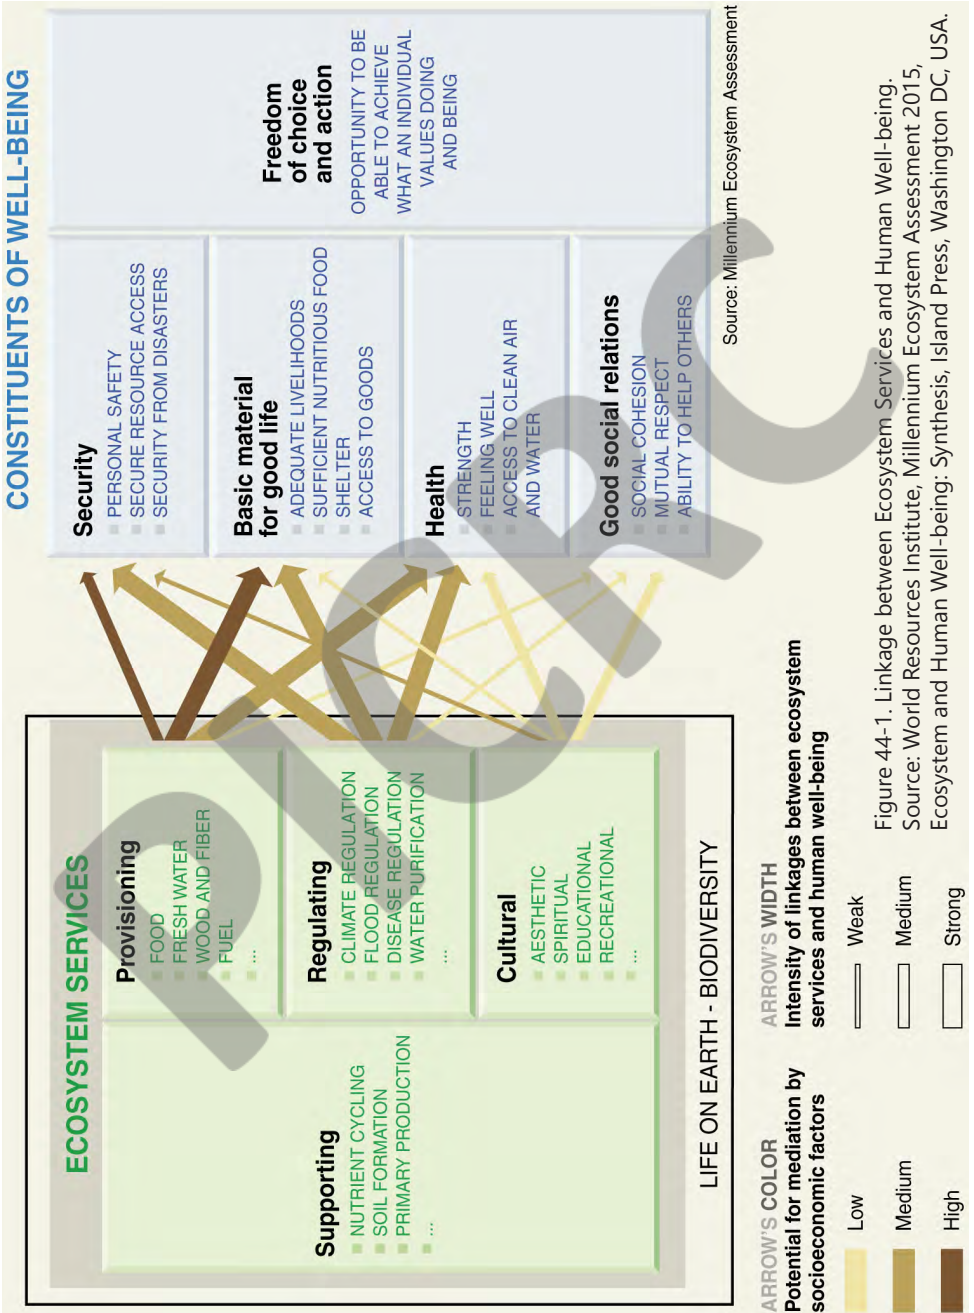 CONSTITUENTS OF WELL-BEING
ECOSYSTEM SERVICES
Supporting
NUTRIENT CYCLING
SOIL FORMATION
PRIMARY PRODUCTION
...
Provisioning
FOOD
FRESH WATER
WOOD AND FIBER
FUEL
...
Regulating
CLIMATE REGULATION
FLOOD REGULATION
DISEASE REGULATION
WATER PURIFICATION
...
Cultural
AESTHETIC
SPIRITUAL
EDUCATIONAL
RECREATIONAL
...
LIFE ON EARTH - BIODIVERSITY
Security
PERSONAL SAFETY
SECURE RESOURCE ACCESS
SECURITY FROM DISASTERS
Basic material
for good life
ADEQUATE LIVELIHOODS
SUFFICIENT NUTRITIOUS FOOD
SHELTER
ACCESS TO GOODS
Health
STRENGTH
FEELING WELL
ACCESS TO CLEAN AIR
AND WATER
Good social relations
SOCIAL COHESION
MUTUAL RESPECT
ABILITY TO HELP OTHERS
Freedom
of choice
and action
OPPORTUNITY TO BE
ABLE TO ACHIEVE
WHAT AN INDIVIDUAL
VALUES DOING
AND BEING
Source: Millennium Ecosystem Assessment
ARROW'S COLOR
Potential for mediation by
socioeconomic factors
Low
Medium
High
ARROW'S WIDTH
Intensity of linkages between ecosystem
services and human well-being
Weak
Medium
Strong
Figure 44-1. Linkage between Ecosystem Services and Human Well-being.
Source: World Resources Institute, Millennium Ecosystem Assessment 2015,
Ecosystem and Human Well-being: Synthesis, Island Press, Washington DC, USA.
PICRC